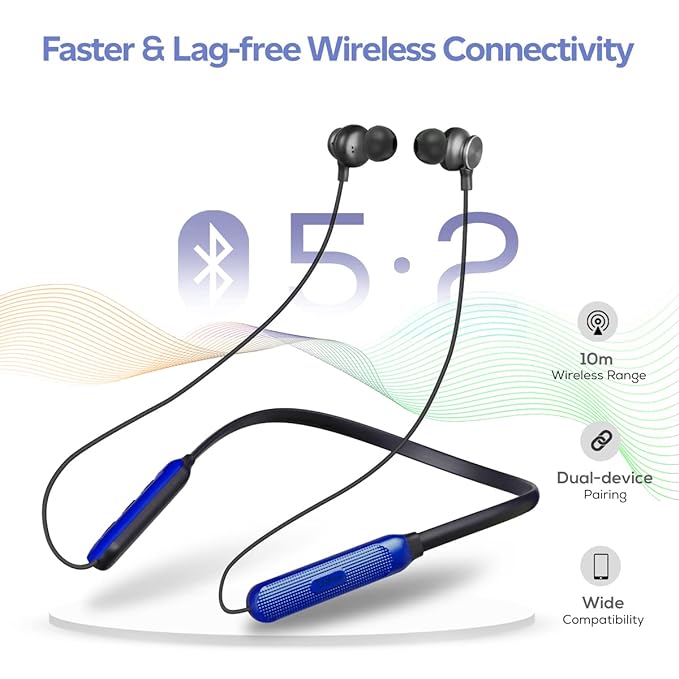 Faster & Lag-free Wireless Connectivity
5.2
10m
Wireless Range
Dual-device
Pairing
Wide
Compatibility